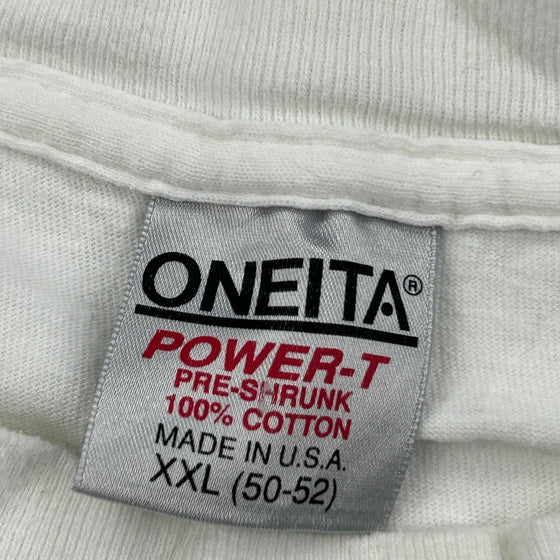 ONEITA®
POWER-T
PRE-SHRUNK
100% COTTON
MADE IN U.S.A.
XXL (50-52)